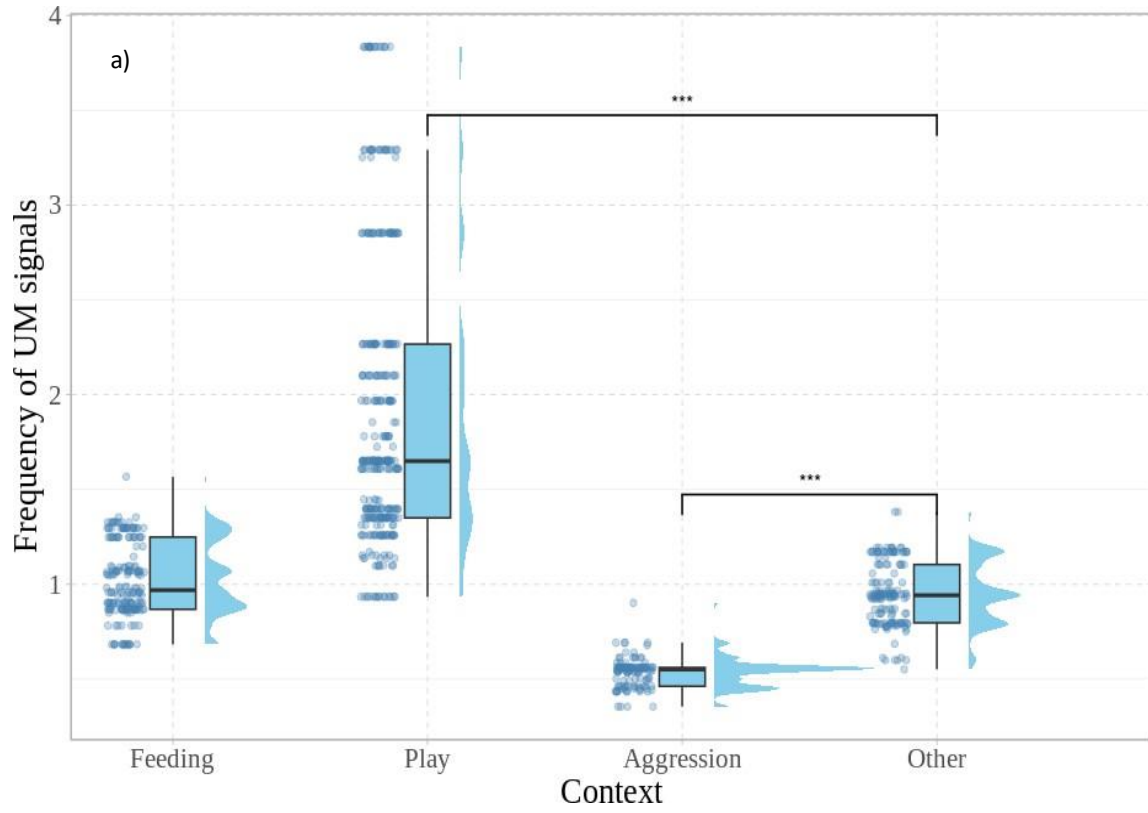 4
a)
***
3
2
***
1
Frequency of UM signals
Feeding Play Aggression Other
Context